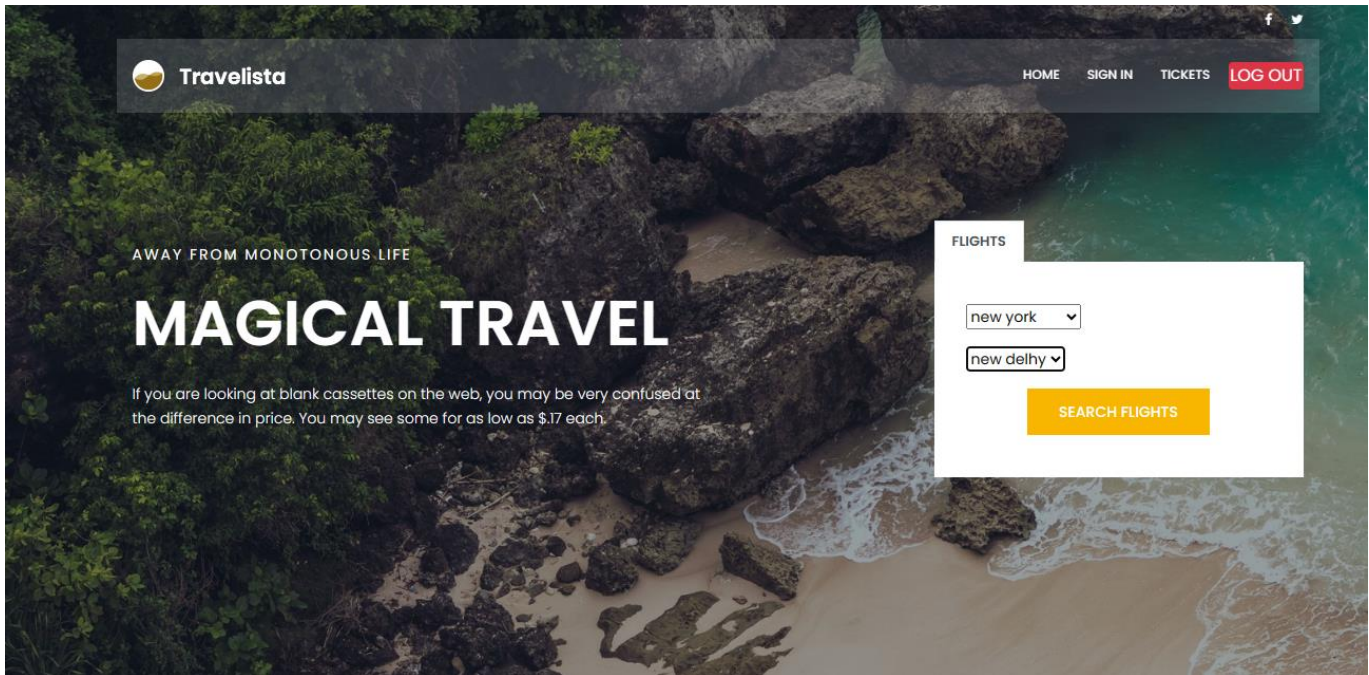 Travelista
HOME SIGN IN TICKETS LOG OUT
AWAY FROM MONOTONOUS LIFE
MAGICAL TRAVEL
If you are looking at blank cassettes on the web, you may be very confused at
the difference in price. You may see some for as low as $.17 each.
FLIGHTS
new york
new delhy
SEARCH FLIGHTS